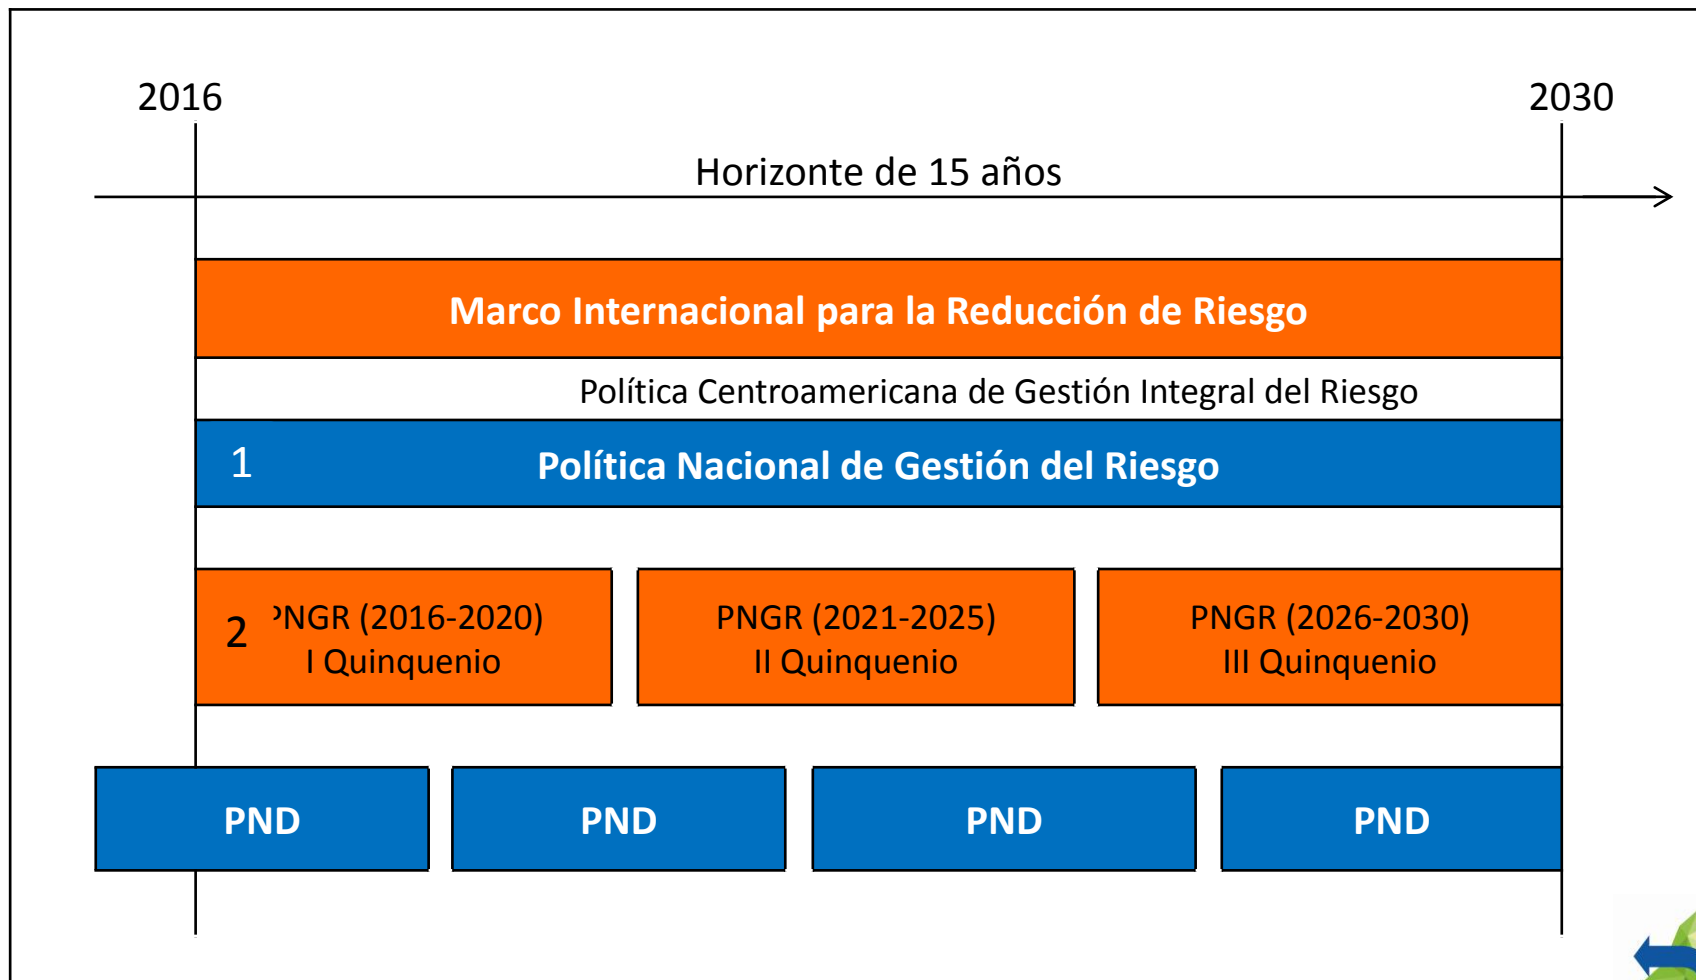 2016
2030
Horizonte de 15 años
Marco Internacional para la Reducción de Riesgo
Política Centroamericana de Gestión Integral del Riesgo
1
Política Nacional de Gestión del Riesgo
2
PNGR (2016-2020)
I Quinquenio
PNGR (2021-2025)
II Quinquenio
PNGR (2026-2030)
III Quinquenio
PND
PND
PND
PND